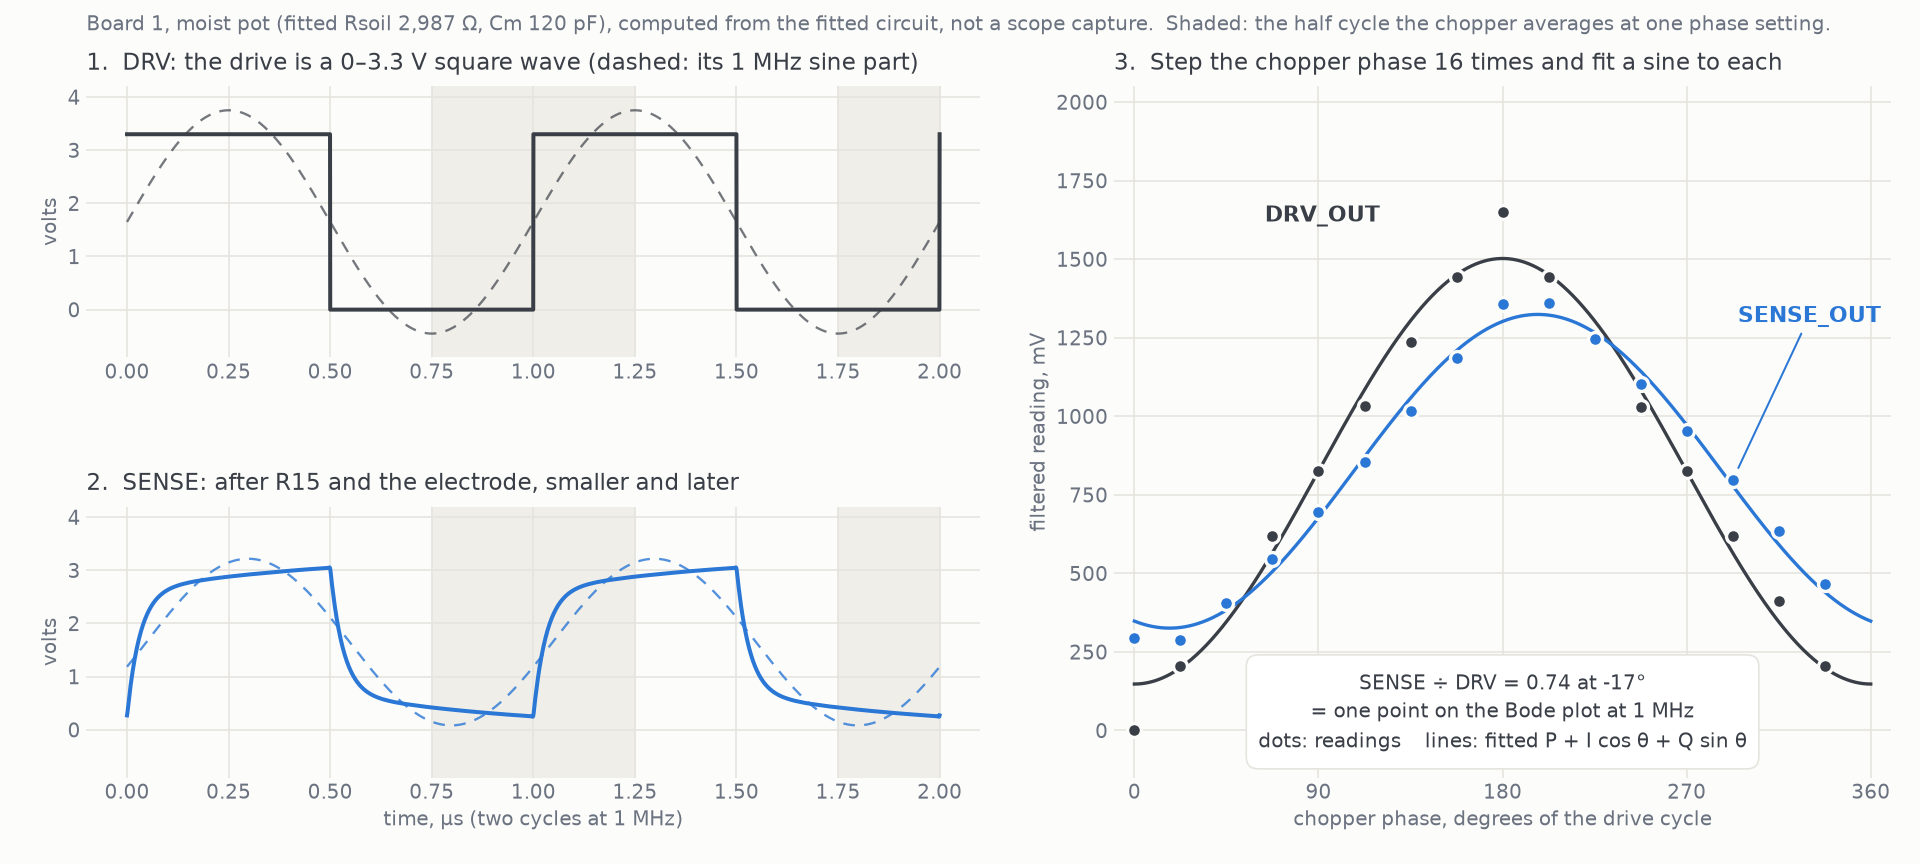 Board 1, moist pot (fitted Rsoil 2,987 Ω, Cm 120 pF), computed from the fitted circuit, not a scope capture.  Shaded: the half cycle the chopper averages at one phase setting.
1.  DRV: the drive is a 0–3.3 V square wave (dashed: its 1 MHz sine part)
4
3
2
1
0
volts
0.00 0.25 0.50 0.75 1.00 1.25 1.50 1.75 2.00
2.  SENSE: after R15 and the electrode, smaller and later
4
3
2
1
0
volts
0.00 0.25 0.50 0.75 1.00 1.25 1.50 1.75 2.00
time, µs (two cycles at 1 MHz)
3.  Step the chopper phase 16 times and fit a sine to each
2000
1750
1500
1250
1000
750
500
250
0
filtered reading, mV
DRV_OUT
SENSE_OUT
SENSE ÷ DRV = 0.74 at -17°
= one point on the Bode plot at 1 MHz
dots: readings    lines: fitted P + I cos θ + Q sin θ
0 90 180 270 360
chopper phase, degrees of the drive cycle